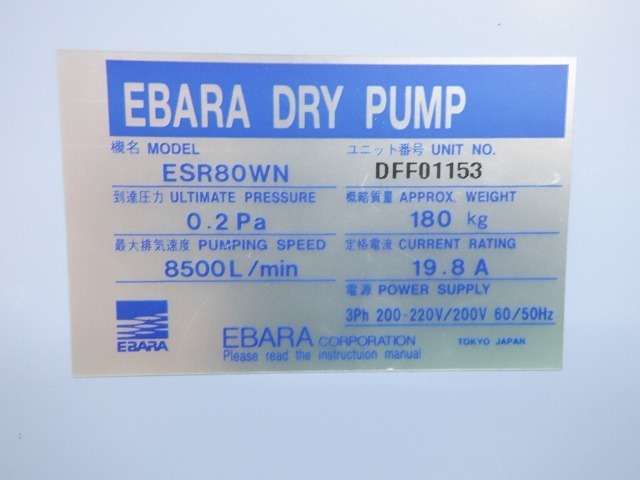 EBARA DRY PUMP
機名 MODEL
ESR80WN
ユニット番号 UNIT NO.
DFF01153
到達圧力 ULTIMATE PRESSURE
0.2 Pa
概略質量 APPROX. WEIGHT
180 kg
最大排気速度 PUMPING SPEED
8500L/min
定格電流 CURRENT RATING
19.8 A
電源 POWER SUPPLY
3Ph 200-220V/200V 60/50Hz
EBARA
EBARA CORPORATION TOKYO JAPAN
Please read the instructuion manual